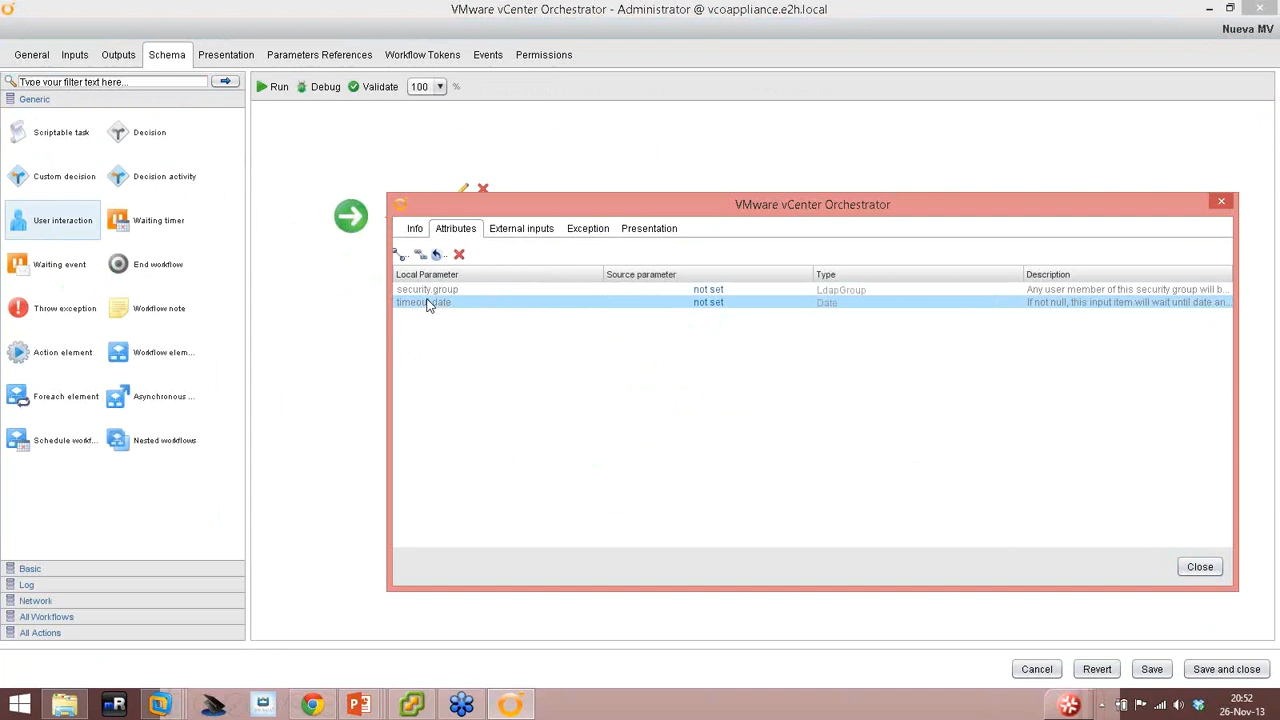 VMware vCenter Orchestrator - Administrator @ vcoappliance.e2h.local
Nueva MV
General Inputs Outputs Schema Presentation Parameters References Workflow Tokens Events Permissions
Type your filter text here...
Run Debug Validate 100 %
Generic
Scriptable task Decision
Custom decision Decision activity
User interaction Waiting timer
Waiting event End workflow
Throw exception Workflow note
Action element Workflow elem...
Foreach element Asynchronous ...
Schedule workf... Nested workflows
Basic
Log
Network
All Workflows
All Actions
VMware vCenter Orchestrator
Info Attributes External inputs Exception Presentation
Local Parameter Source parameter Type Description
security.group not set LdapGroup Any user member of this security group will b...
timeout.date not set Date If not null, this input item will wait until date an...
Close
Cancel Revert Save Save and close
20:52
26-Nov-13